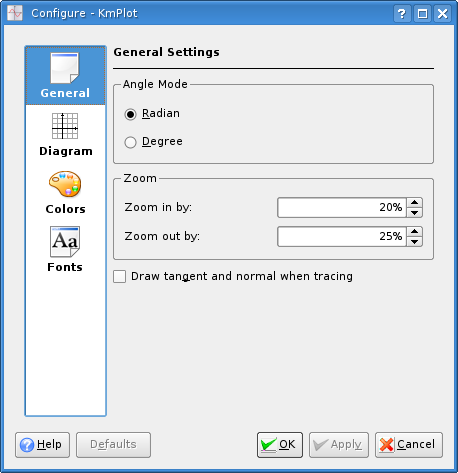 Configure - KmPlot
General
Diagram
Colors
Fonts
General Settings
Angle Mode
Radian
Degree
Zoom
Zoom in by: 20%
Zoom out by: 25%
Draw tangent and normal when tracing
Help Defaults OK Apply Cancel